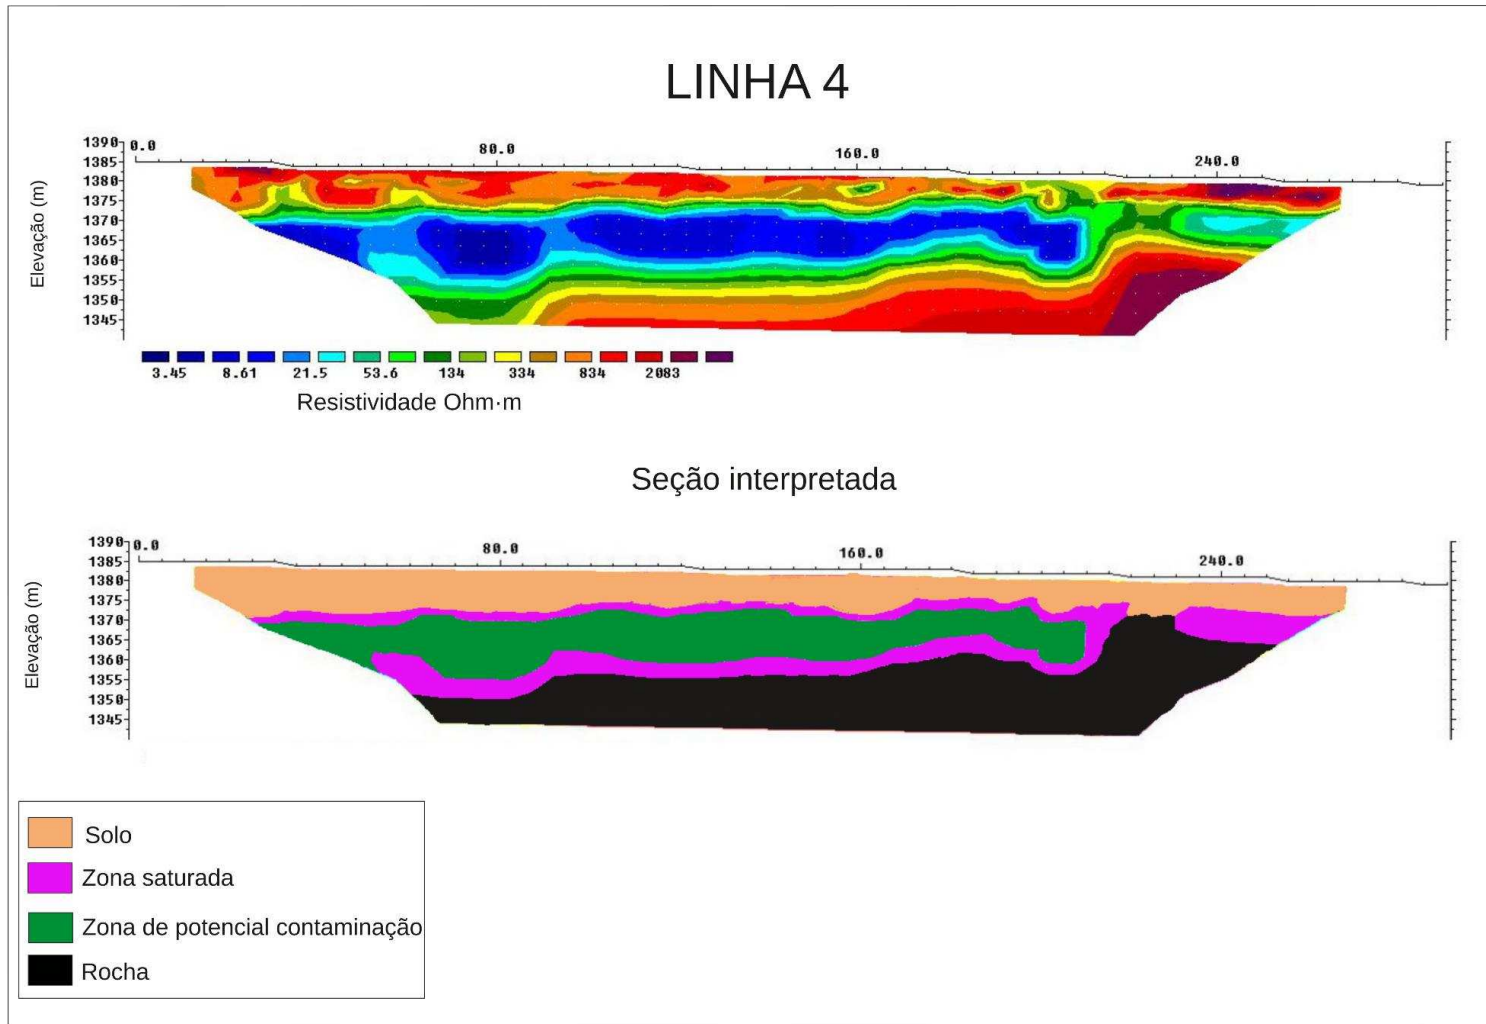 LINHA 4
0.0
80.0
160.0
240.0
1390
1385
1380
1375
1370
1365
1360
1355
1350
1345
Elevação (m)
3.45 8.61 21.5 53.6 134 334 834 2083
Resistividade Ohm·m
Seção interpretada
0.0
80.0
160.0
240.0
1390
1385
1380
1375
1370
1365
1360
1355
1350
1345
Elevação (m)
Solo
Zona saturada
Zona de potencial contaminação
Rocha